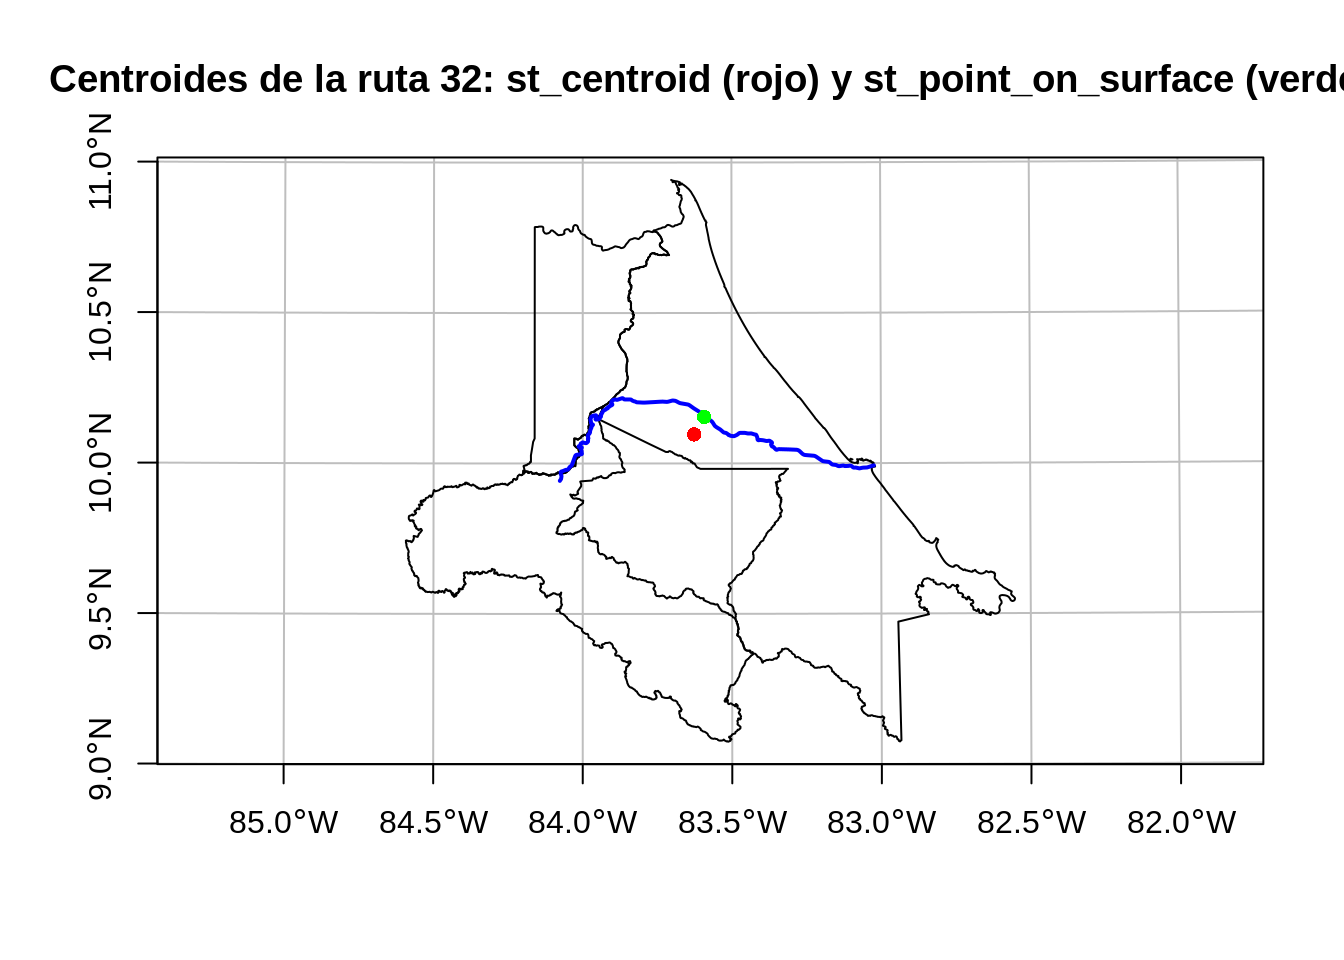 Centroides de la ruta 32: st_centroid (rojo) y st_point_on_surface (verde
11.0°N
10.5°N
10.0°N
9.5°N
9.0°N
85.0°W 84.5°W 84.0°W 83.5°W 83.0°W 82.5°W 82.0°W